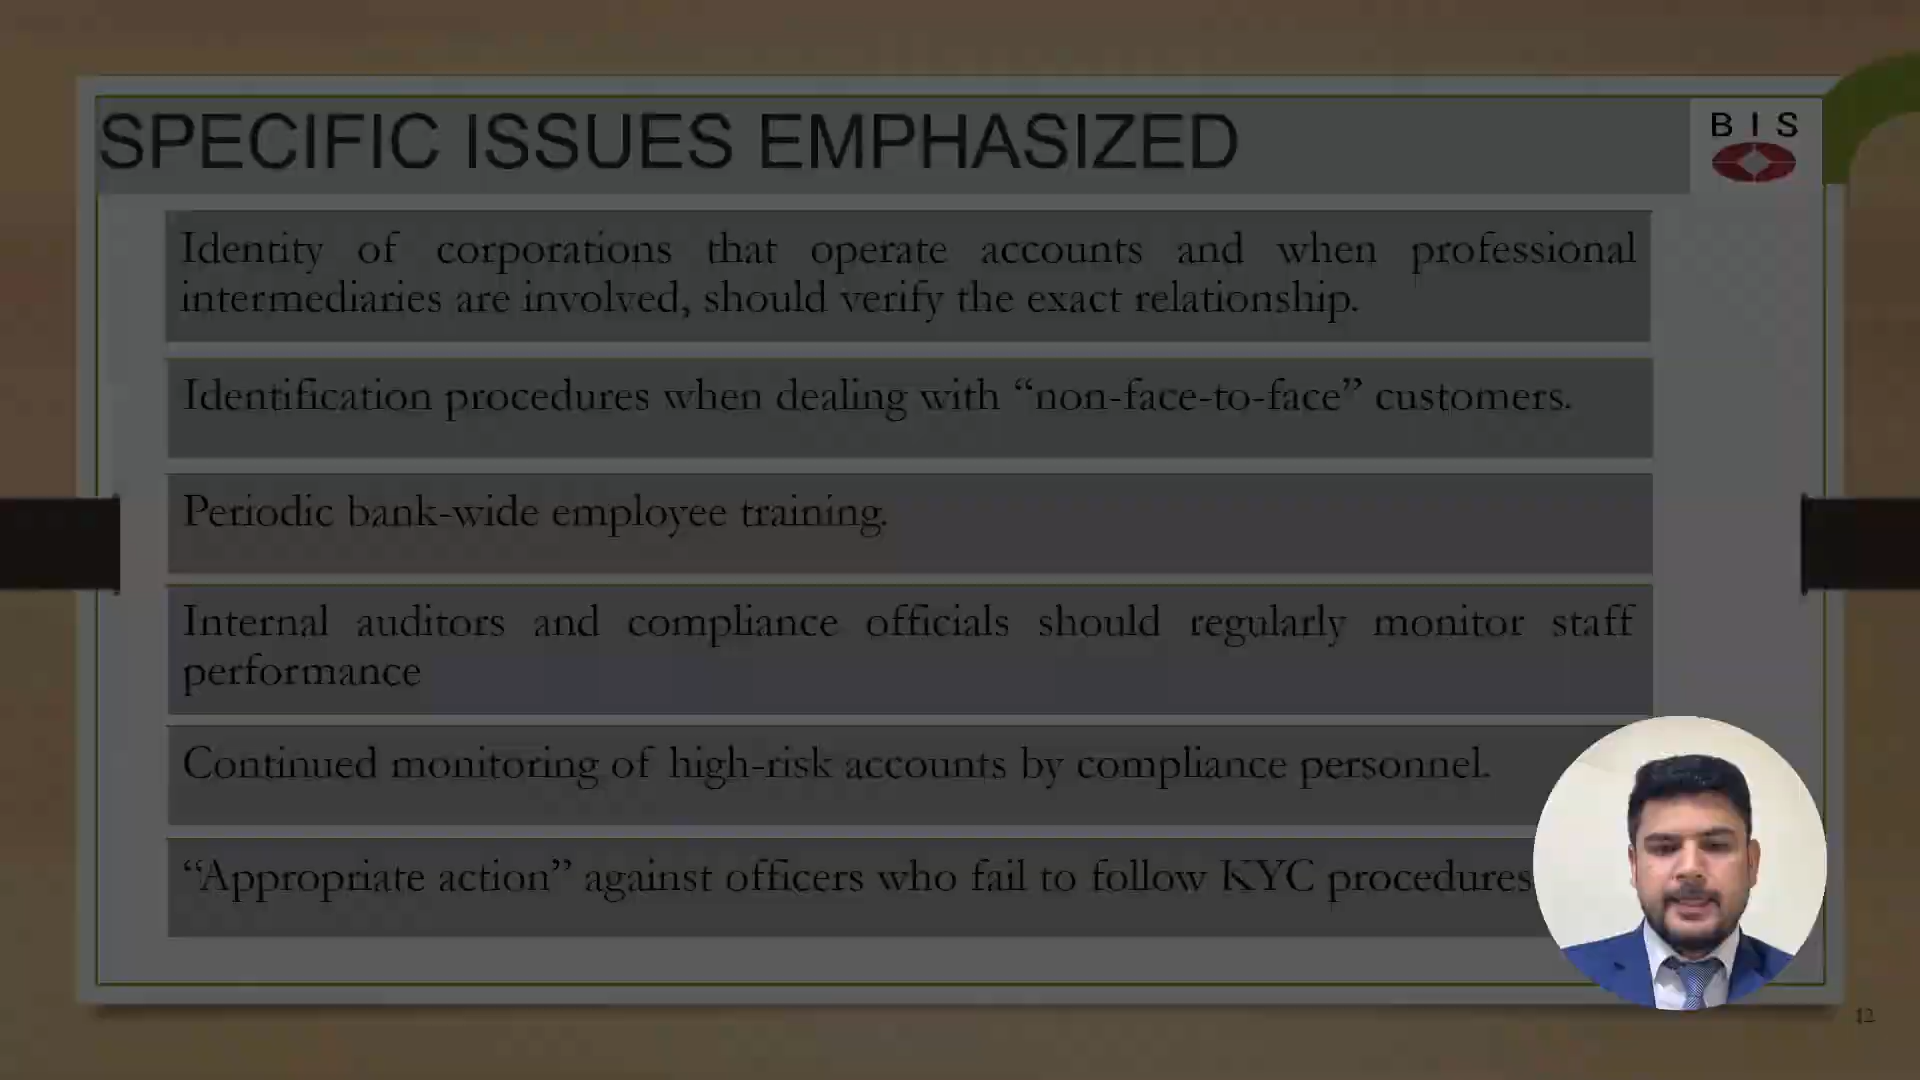 SPECIFIC ISSUES EMPHASIZED
B I S
Identity of corporations that operate accounts and when professional
intermediaries are involved, should verify the exact relationship.
Identification procedures when dealing with “non-face-to-face” customers.
Periodic bank-wide employee training.
Internal auditors and compliance officials should regularly monitor staff
performance
Continued monitoring of high-risk accounts by compliance personnel.
“Appropriate action” against officers who fail to follow KYC procedures
12